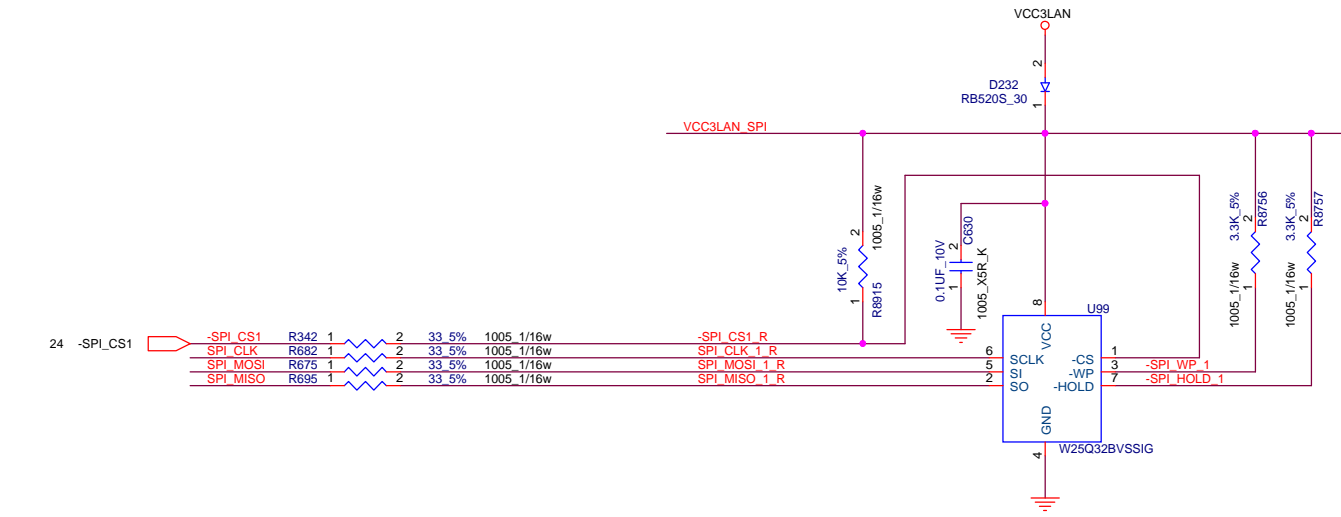 VCC3LAN
2
D232
RB520S_30
1
VCC3LAN_SPI
2
1005_1/16w
10K_5%
1
R8915
2
C630
0.1UF_10V
1
1005_X5R_K
3.3K_5%
2
R8756
1005_1/16w
1
3.3K_5%
2
R8757
1005_1/16w
1
8
U99
VCC
24 -SPI_CS1
-SPI_CS1 R342 1 2 33_5% 1005_1/16w -SPI_CS1_R
SPI_CLK R682 1 2 33_5% 1005_1/16w SPI_CLK_1_R 6 SCLK -CS 1
SPI_MOSI R675 1 2 33_5% 1005_1/16w SPI_MOSI_1_R 5 SI -WP 3 -SPI_WP_1
SPI_MISO R695 1 2 33_5% 1005_1/16w SPI_MISO_1_R 2 SO -HOLD 7 -SPI_HOLD_1
GND
4
W25Q32BVSSIG